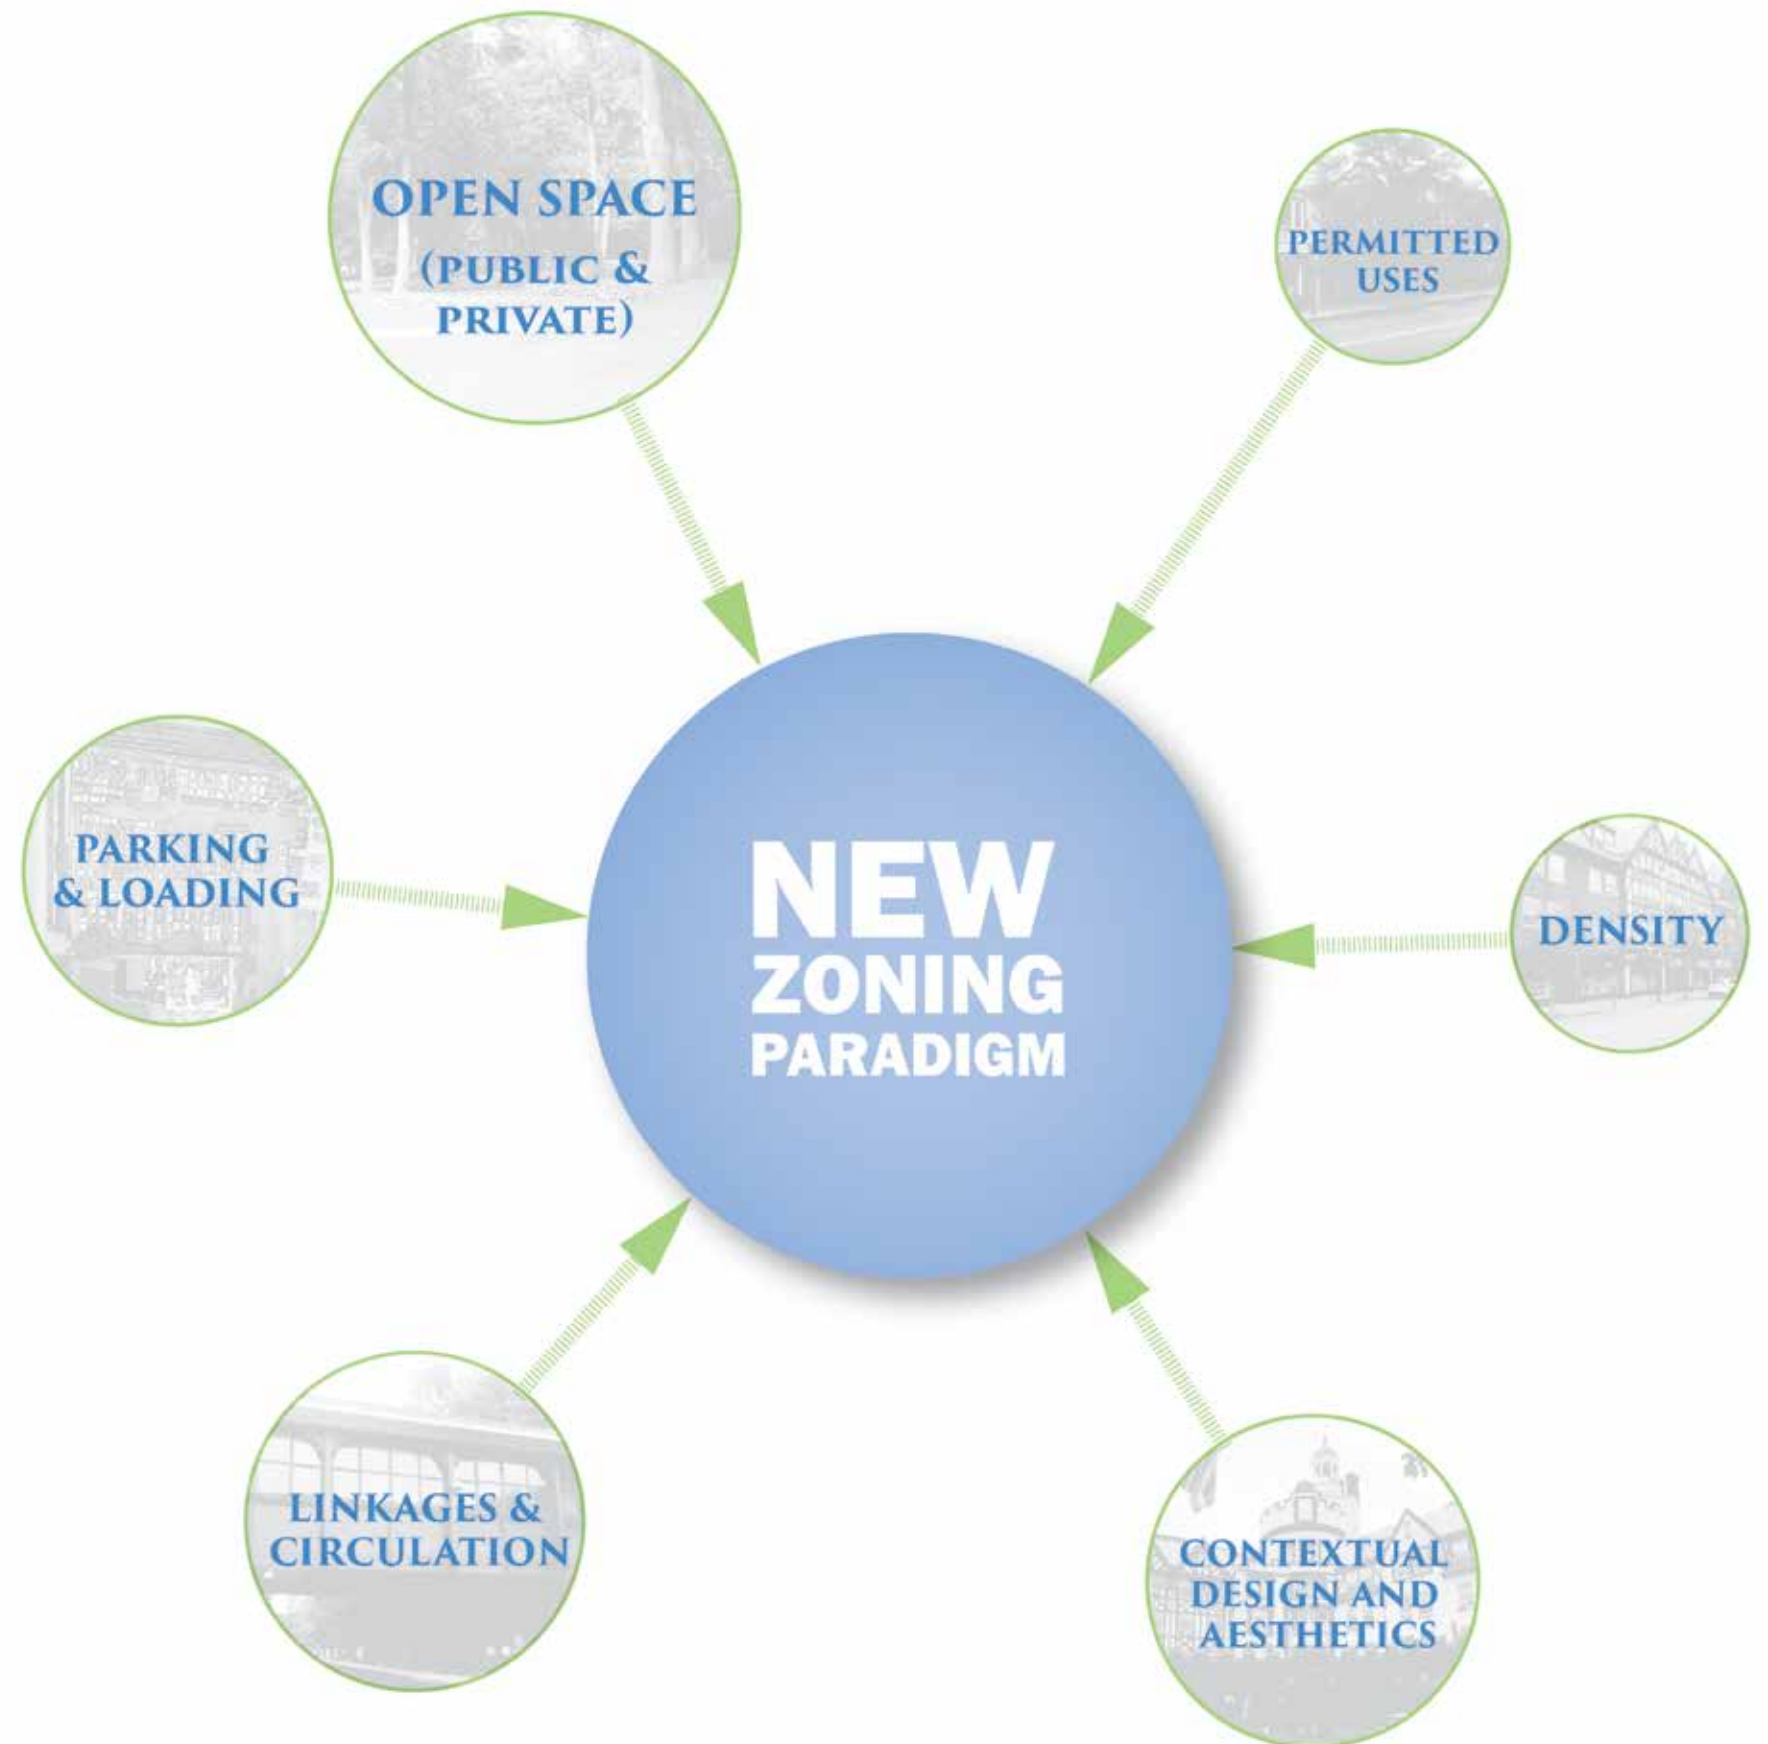 OPEN SPACE
(PUBLIC &
PRIVATE)
PERMITTED
USES
PARKING
& LOADING
NEW
ZONING
PARADIGM
DENSITY
LINKAGES &
CIRCULATION
CONTEXTUAL
DESIGN AND
AESTHETICS